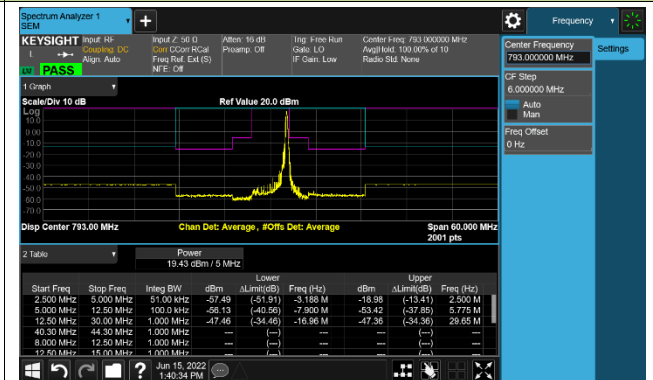 Spectrum Analyzer 1
SEM
Frequency
KEYSIGHT
Input: RF
Coupling: DC
Align: Auto
Input Z: 50 Ω
Corr CCorr RCal
Freq Ref: Ext (S)
NFE: Off
Atten: 16 dB
Preamp: Off
Trig: Free Run
Gate: LO
IF Gain: Low
Center Freq: 793.000000 MHz
Avg|Hold: 100.00% of 10
Radio Std: None
L
LU PASS
Center Frequency
793.000000 MHz
Settings
CF Step
6.000000 MHz
Auto
Man
Freq Offset
0 Hz
1 Graph
Scale/Div 10 dB
Ref Value 20.0 dBm
Log
10.0
0.00
-10.0
-20.0
-30.0
-40.0
-50.0
-60.0
-70.0
Disp Center 793.00 MHz
Chan Det: Average, #Offs Det: Average
Span 60.000 MHz
2001 pts
2 Table
Power
19.43 dBm / 5 MHz
Lower Upper
Start Freq Stop Freq Integ BW dBm ΔLimit(dB) Freq (Hz) dBm ΔLimit(dB) Freq (Hz)
2.500 MHz 5.000 MHz 51.00 kHz -57.49 (-51.91) -3.188 M -18.98 (-13.41) 2.500 M
5.000 MHz 12.50 MHz 100.0 kHz -56.13 (-40.56) -7.900 M -53.42 (-37.85) 5.775 M
12.50 MHz 30.00 MHz 1.000 MHz -47.46 (-34.46) -16.96 M -47.36 (-34.36) 29.65 M
40.30 MHz 44.30 MHz 1.000 MHz --- (---) --- --- (---) ---
8.000 MHz 12.50 MHz 1.000 MHz --- (---) --- --- (---) ---
12.50 MHz 15.00 MHz 1.000 MHz --- (---) --- --- (---) ---
Jun 15, 2022
1:40:34 PM